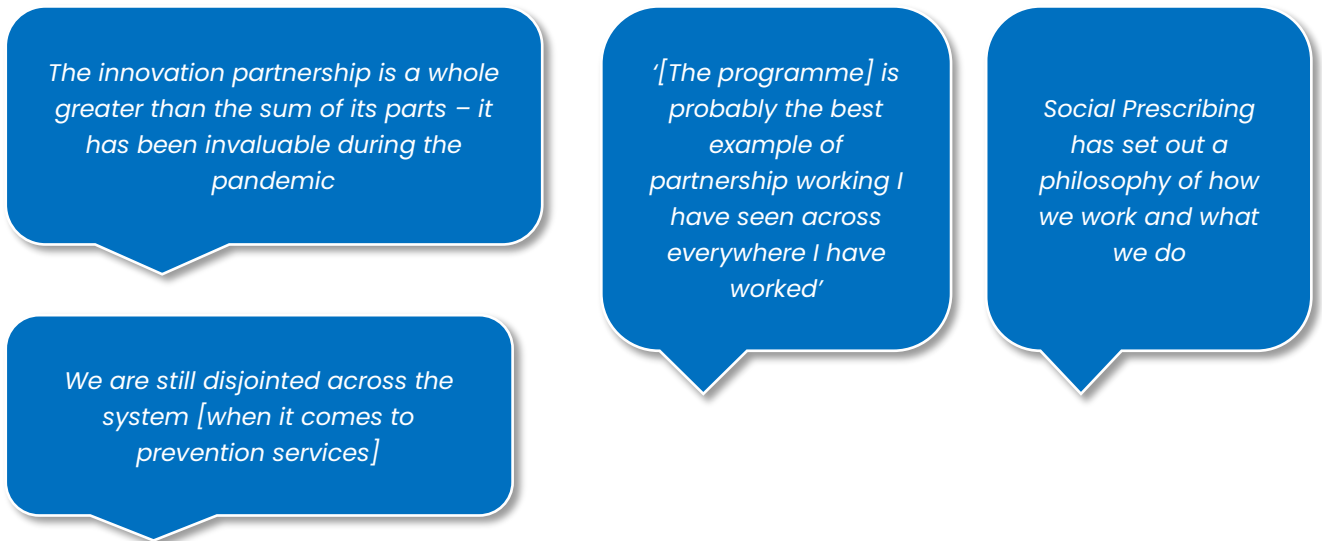 The innovation partnership is a whole
greater than the sum of its parts – it
has been invaluable during the
pandemic
‘[The programme] is
probably the best
example of
partnership working I
have seen across
everywhere I have
worked’
Social Prescribing
has set out a
philosophy of how
we work and what
we do
We are still disjointed across the
system [when it comes to
prevention services]